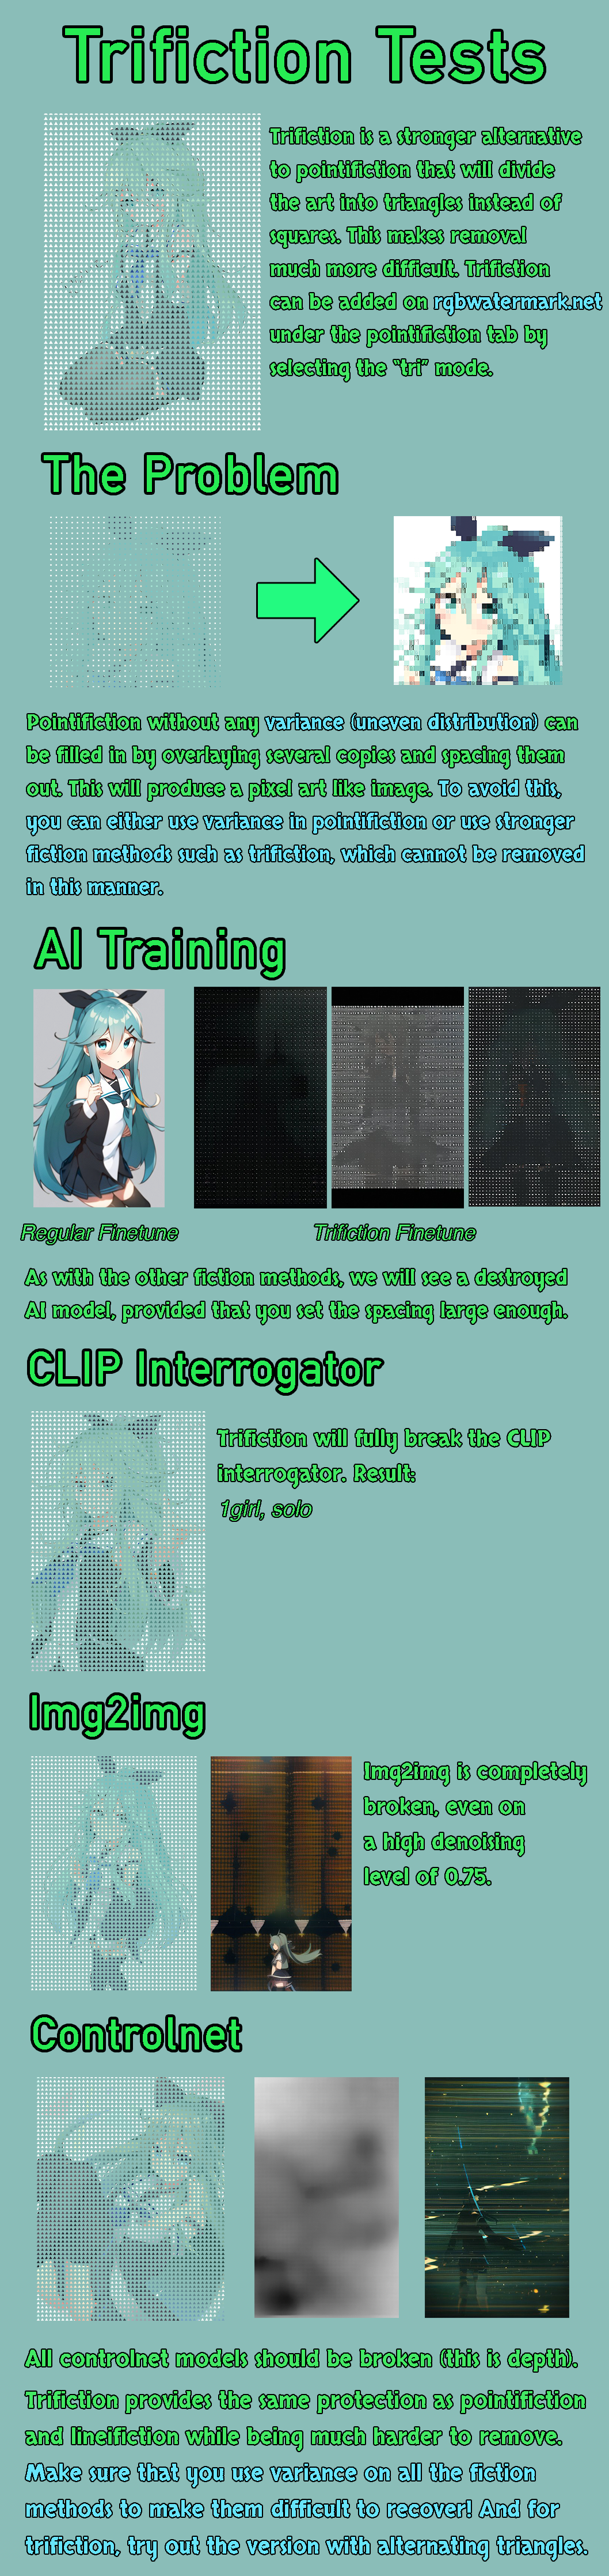 Trifiction Tests
Trifiction is a stronger alternative
to pointifiction that will divide
the art into triangles instead of
squares. This makes removal
much more difficult. Trifiction
can be added on rgbwatermark.net
under the pointifiction tab by
selecting the "tri" mode.
The Problem
Pointifiction without any variance (uneven distribution) can
be filled in by overlaying several copies and spacing them
out. This will produce a pixel art like image. To avoid this,
you can either use variance in pointifiction or use stronger
fiction methods such as trifiction, which cannot be removed
in this manner.
AI Training
Regular Finetune
Trifiction Finetune
As with the other fiction methods, we will see a destroyed
AI model, provided that you set the spacing large enough.
CLIP Interrogator
Trifiction will fully break the CLIP
interrogator. Result:
1girl, solo
Img2img
Img2img is completely
broken, even on
a high denoising
level of 0.75.
Controlnet
All controlnet models should be broken (this is depth).
Trifiction provides the same protection as pointifiction
and lineifiction while being much harder to remove.
Make sure that you use variance on all the fiction
methods to make them difficult to recover! And for
trifiction, try out the version with alternating triangles.